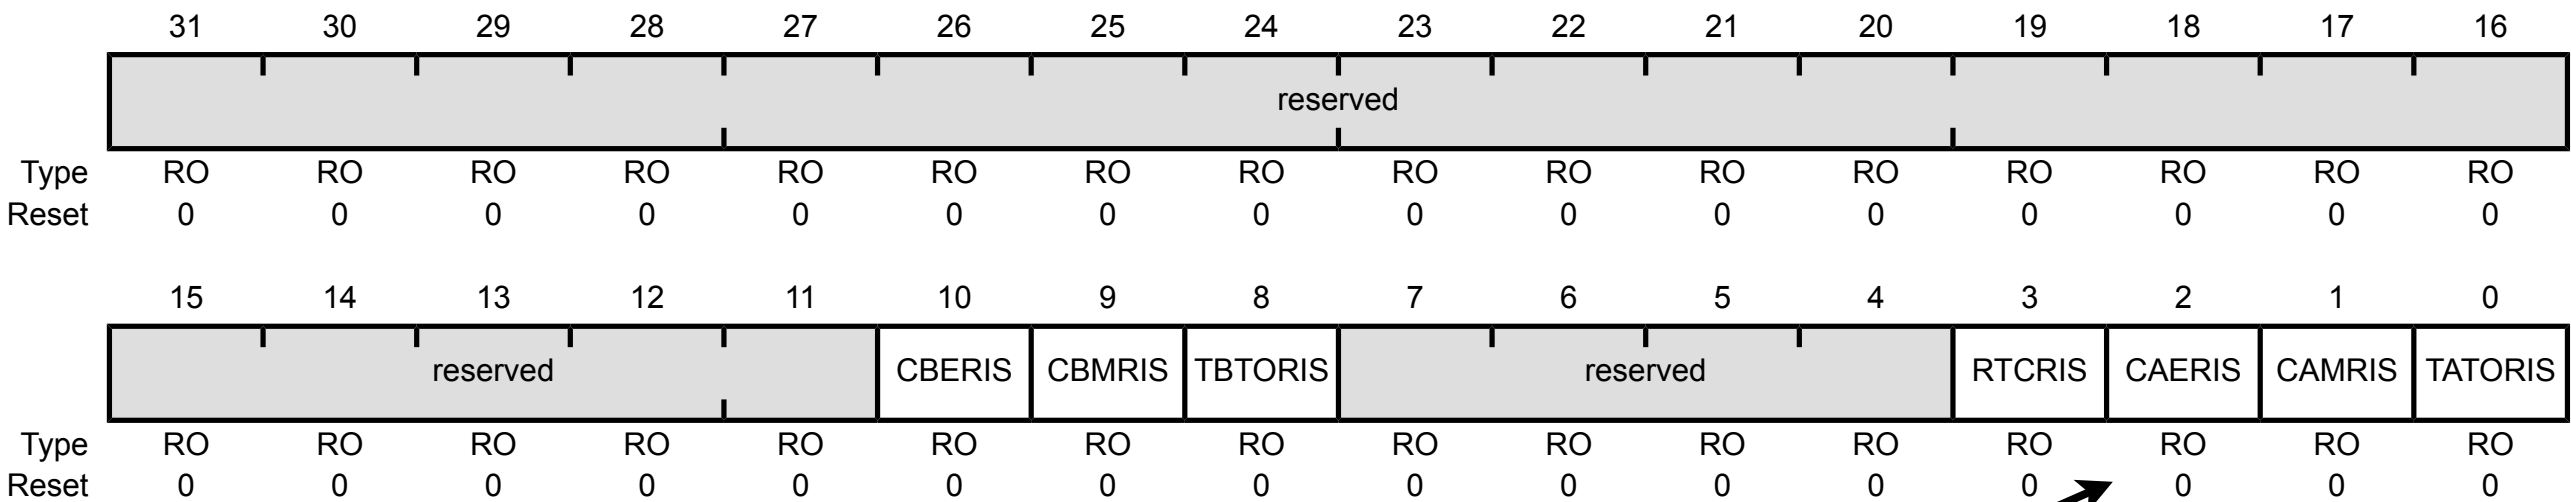 31 30 29 28 27 26 25 24 23 22 21 20 19 18 17 16
reserved
Type RO RO RO RO RO RO RO RO RO RO RO RO RO RO RO RO
Reset 0 0 0 0 0 0 0 0 0 0 0 0 0 0 0 0
15 14 13 12 11 10 9 8 7 6 5 4 3 2 1 0
reserved CBERIS CBMRIS TBTORIS reserved RTCRIS CAERIS CAMRIS TATORIS
Type RO RO RO RO RO RO RO RO RO RO RO RO RO RO RO RO
Reset 0 0 0 0 0 0 0 0 0 0 0 0 0 0 0 0